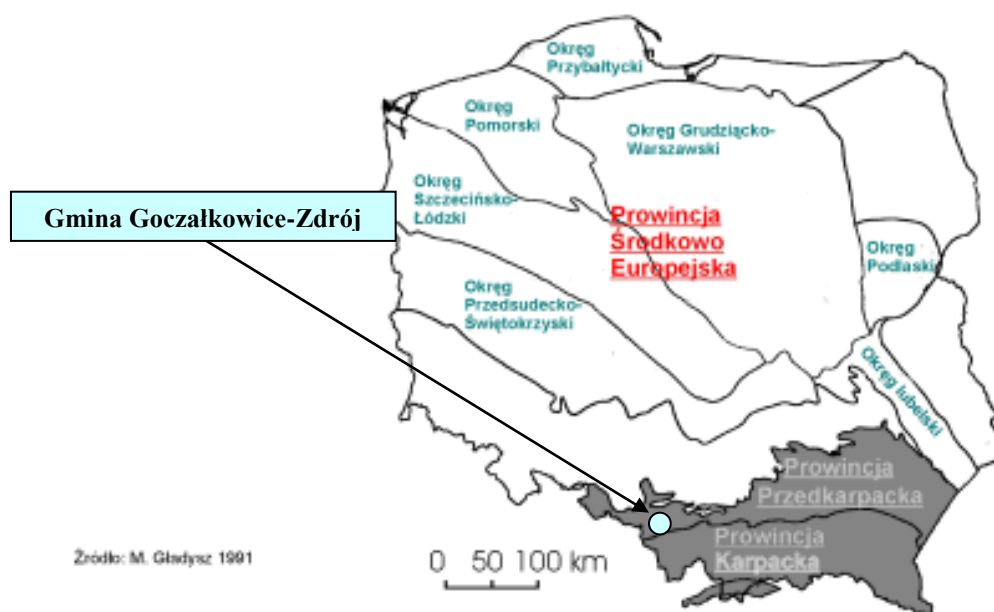 Okręg
Przybałtycki
Okręg
Pomorski
Okręg Grudziącko-
Warszawski
Okręg
Szczecińsko-
Łódzki
Gmina Goczałkowice-Zdrój
Prowincja
Środkowo
Europejska
Okręg
Podlaski
Okręg
Przedsudecko-
Świętokrzyski
Okręg lubelski
Prowincja
Przedkarpacka
Prowincja
Karpacka
Źródło: M. Gładysz 1991
0 50 100 km